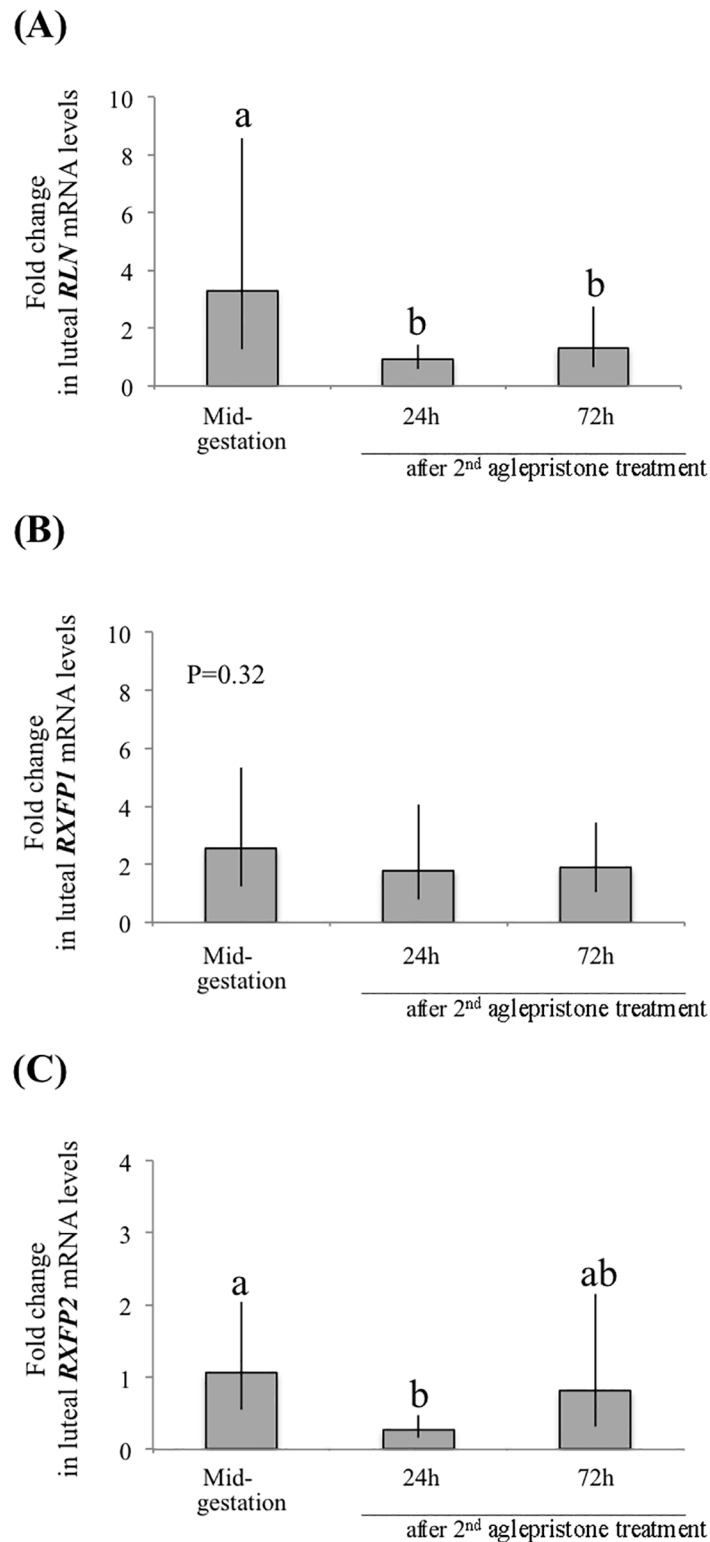 (A)
Fold change
in luteal RLN mRNA levels
10
8
6
4
2
0
a
b
b
Mid-
gestation
24h
72h
after 2nd aglepristone treatment
(B)
Fold change
in luteal RXFP1 mRNA levels
10
8
6
4
2
0
P=0.32
Mid-
gestation
24h
72h
after 2nd aglepristone treatment
(C)
Fold change
in luteal RXFP2 mRNA levels
4
3
2
1
0
a
b
ab
Mid-
gestation
24h
72h
after 2nd aglepristone treatment